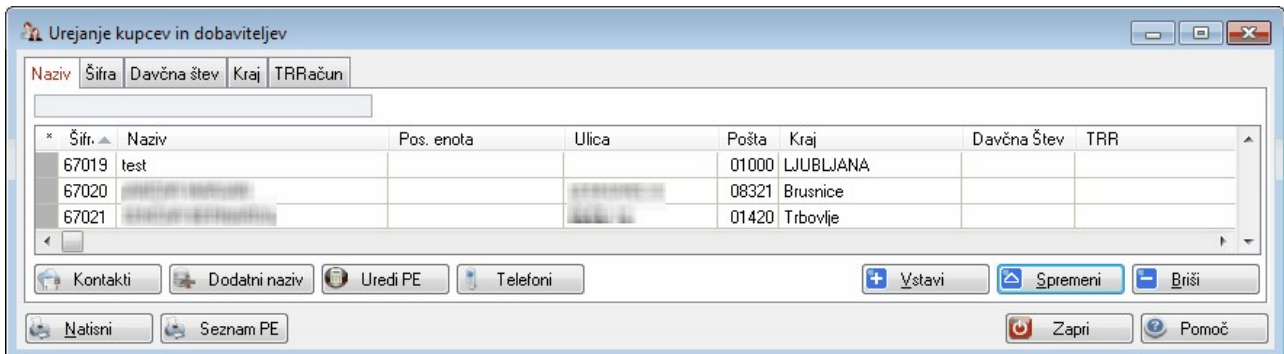 Urejanje kupcev in dobaviteljev
Naziv Šifra Davčna štev Kraj TRRačun
* Šifr. Naziv Pos. enota Ulica Pošta Kraj Davčna Štev TRR
67019 test 01000 LJUBLJANA
67020 08321 Brusnice
67021 01420 Trbovlje
Kontakti Dodatni naziv Uredi PE Telefoni Vstavi Spremeni Briši
Natisni Seznam PE Zapri Pomoč